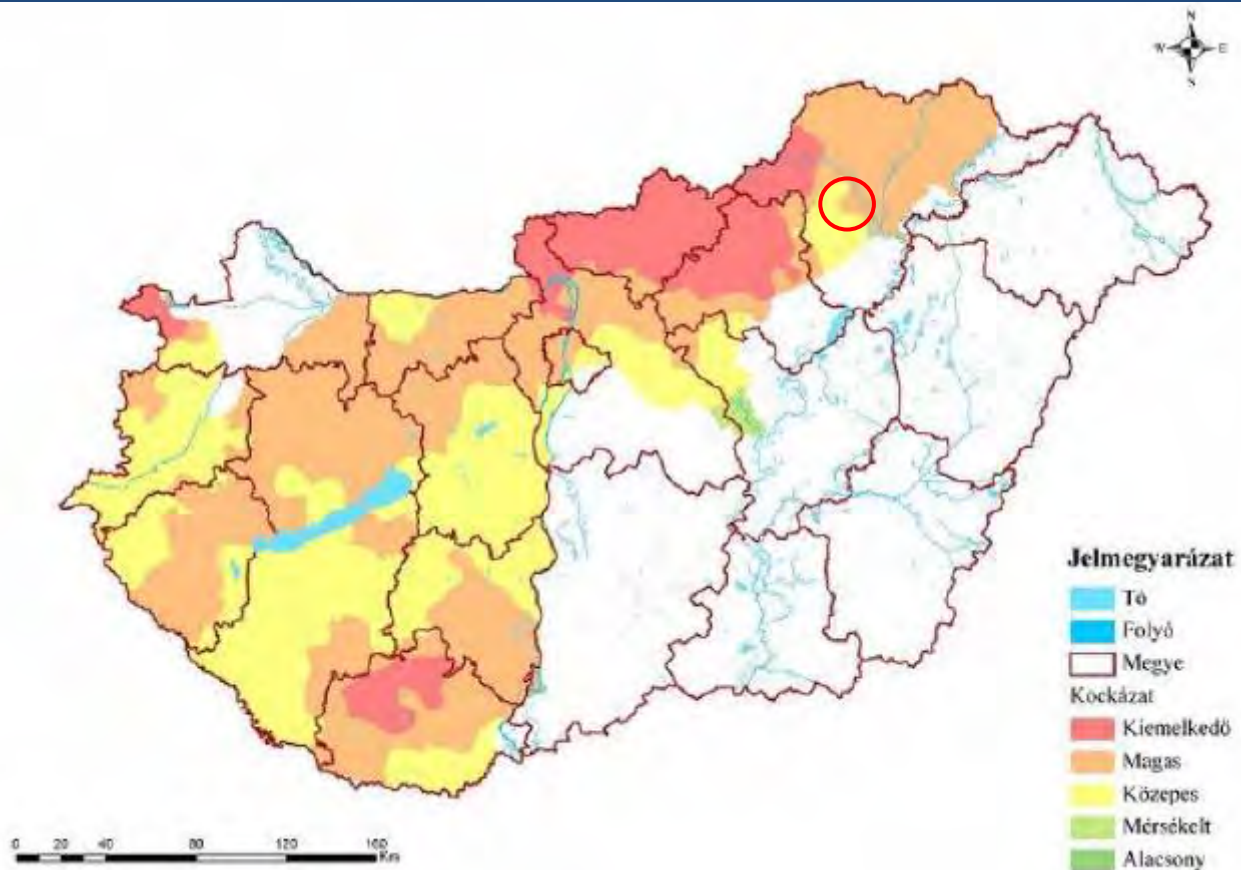 N
W E
S
Jelmegyarázat
Tó
Folyó
Megye
Kockázat
Kiemelkedő
Magas
Közepes
Mérsékelt
Alacsony
0 20 40 80 120 160
Km